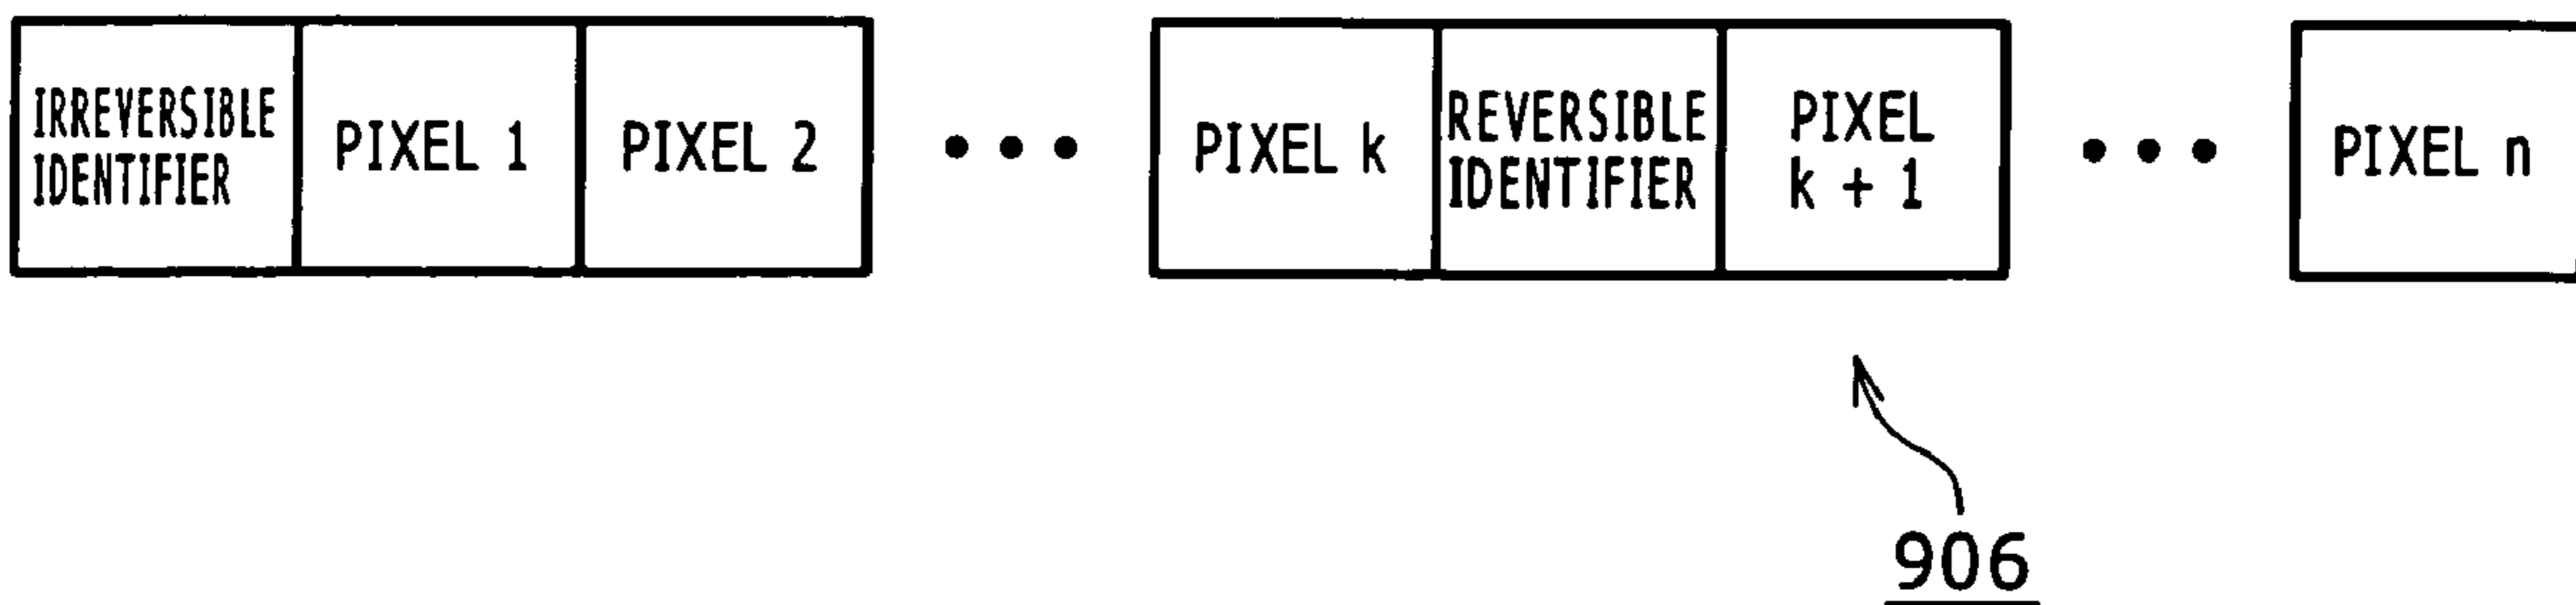 IRREVERSIBLE
IDENTIFIER
PIXEL 1
PIXEL 2
• • •
PIXEL k
REVERSIBLE
IDENTIFIER
PIXEL
k + 1
• • •
PIXEL n
906